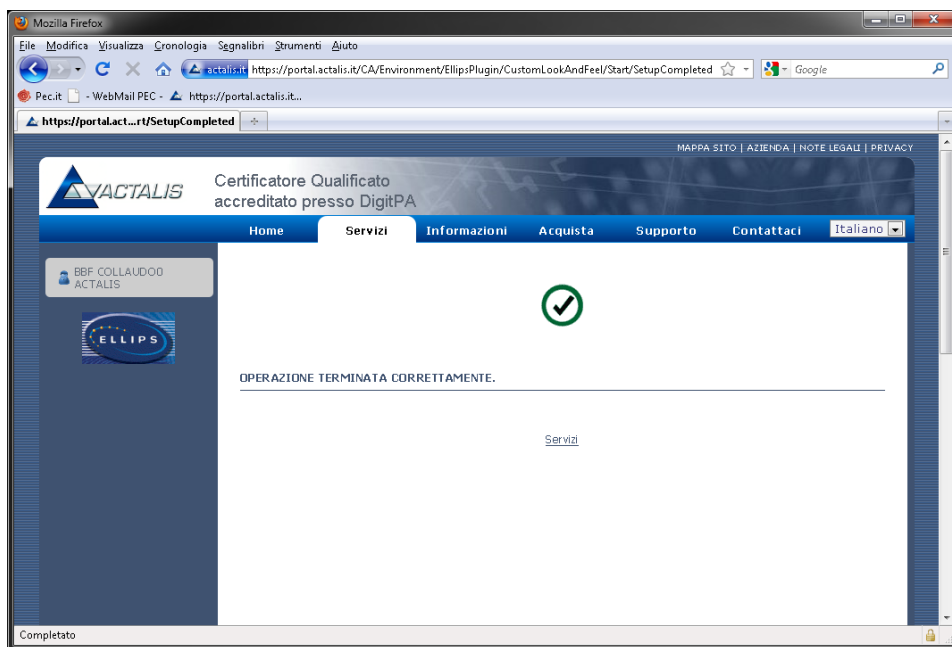 Mozilla Firefox
File Modifica Visualizza Cronologia Segnalibri Strumenti Aiuto
actalis.it https://portal.actalis.it/CA/Environment/EllipsPlugin/CustomLookAndFeel/Start/SetupCompleted Google
Pec.it - WebMail PEC - https://portal.actalis.it...
https://portal.act...rt/SetupCompleted
MAPPA SITO | AZIENDA | NOTE LEGALI | PRIVACY
ACTALIS
Certificatore Qualificato
accreditato presso DigitPA
Home Servizi Informazioni Acquista Supporto Contattaci Italiano
BBF COLLAUDO0
ACTALIS
ELLIPS
OPERAZIONE TERMINATA CORRETTAMENTE.
Servizi
Completato